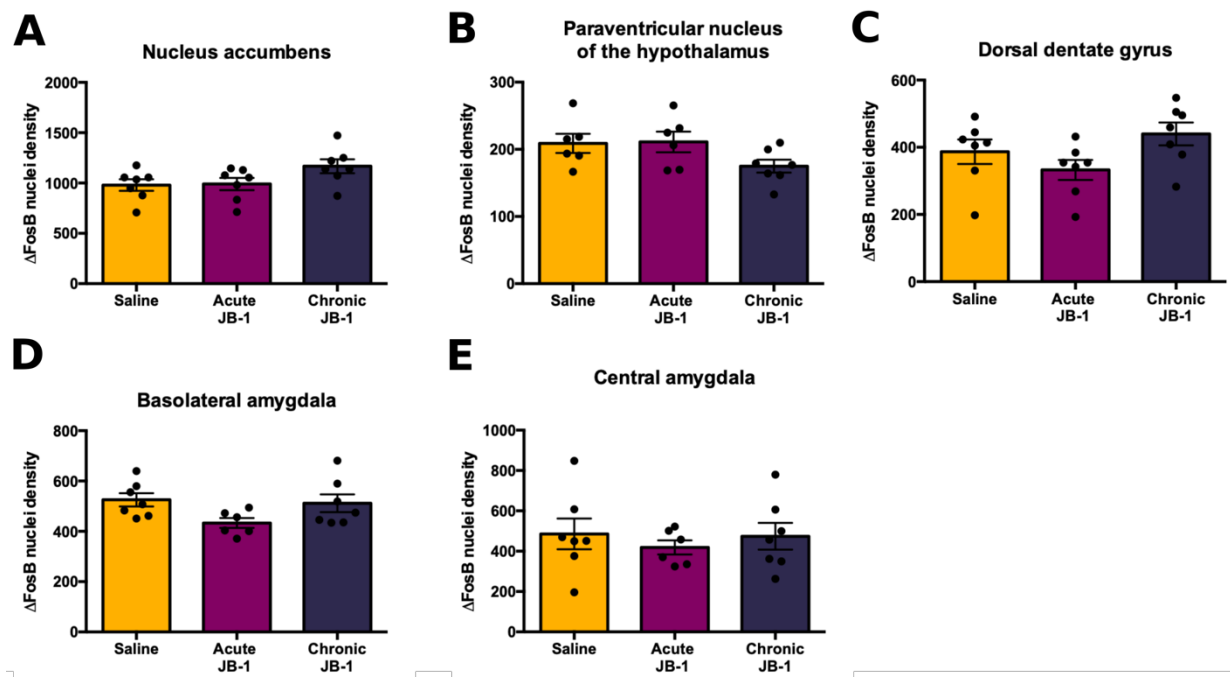 A
Nucleus accumbens
ΔFosB nuclei density
2000
1500
1000
500
0
Saline
Acute
JB-1
Chronic
JB-1
B
Paraventricular nucleus
of the hypothalamus
ΔFosB nuclei density
300
200
100
0
Saline
Acute
JB-1
Chronic
JB-1
C
Dorsal dentate gyrus
ΔFosB nuclei density
600
400
200
0
Saline
Acute
JB-1
Chronic
JB-1
D
Basolateral amygdala
ΔFosB nuclei density
800
600
400
200
0
Saline
Acute
JB-1
Chronic
JB-1
E
Central amygdala
ΔFosB nuclei density
1000
800
600
400
200
0
Saline
Acute
JB-1
Chronic
JB-1